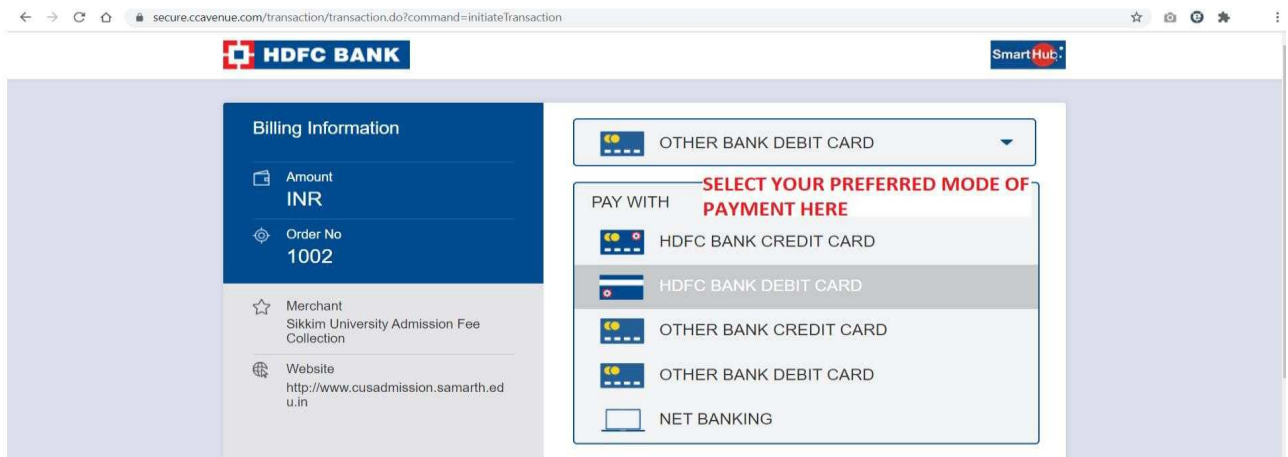 secure.ccavenue.com/transaction/transaction.do?command=initiateTransaction
HDFC BANK
SmartHub.
Billing Information
Amount
INR
Order No
1002
Merchant
Sikkim University Admission Fee
Collection
Website
http://www.cusadmission.samarth.ed
u.in
OTHER BANK DEBIT CARD
PAY WITH
SELECT YOUR PREFERRED MODE OF
PAYMENT HERE
HDFC BANK CREDIT CARD
HDFC BANK DEBIT CARD
OTHER BANK CREDIT CARD
OTHER BANK DEBIT CARD
NET BANKING